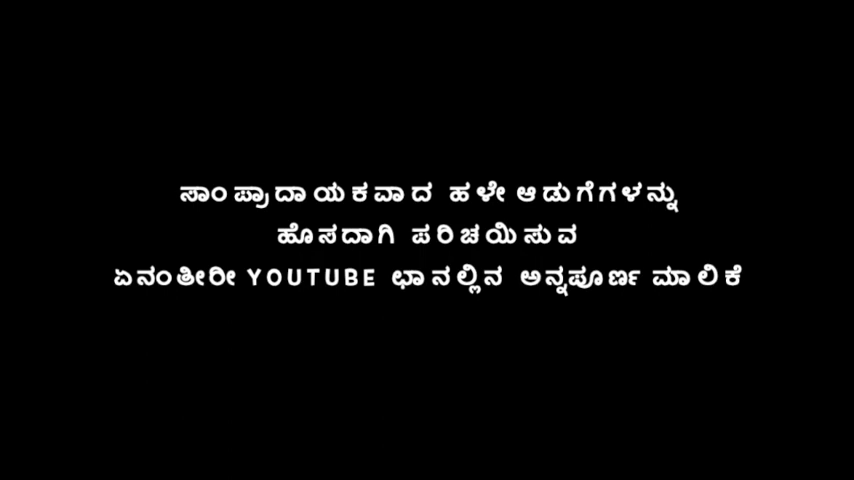 ಸಾಂಪ್ರಾದಾಯಕವಾದ ಹಳೇ ಆಡುಗೆಗಳನ್ನು
ಹೊಸದಾಗಿ ಪರಿಚಯಿಸುವ
ಏನಂತೀರೀ YOUTUBE ಛಾನಲ್ಲಿನ ಅನ್ನಪೂರ್ಣ ಮಾಲಿಕೆ